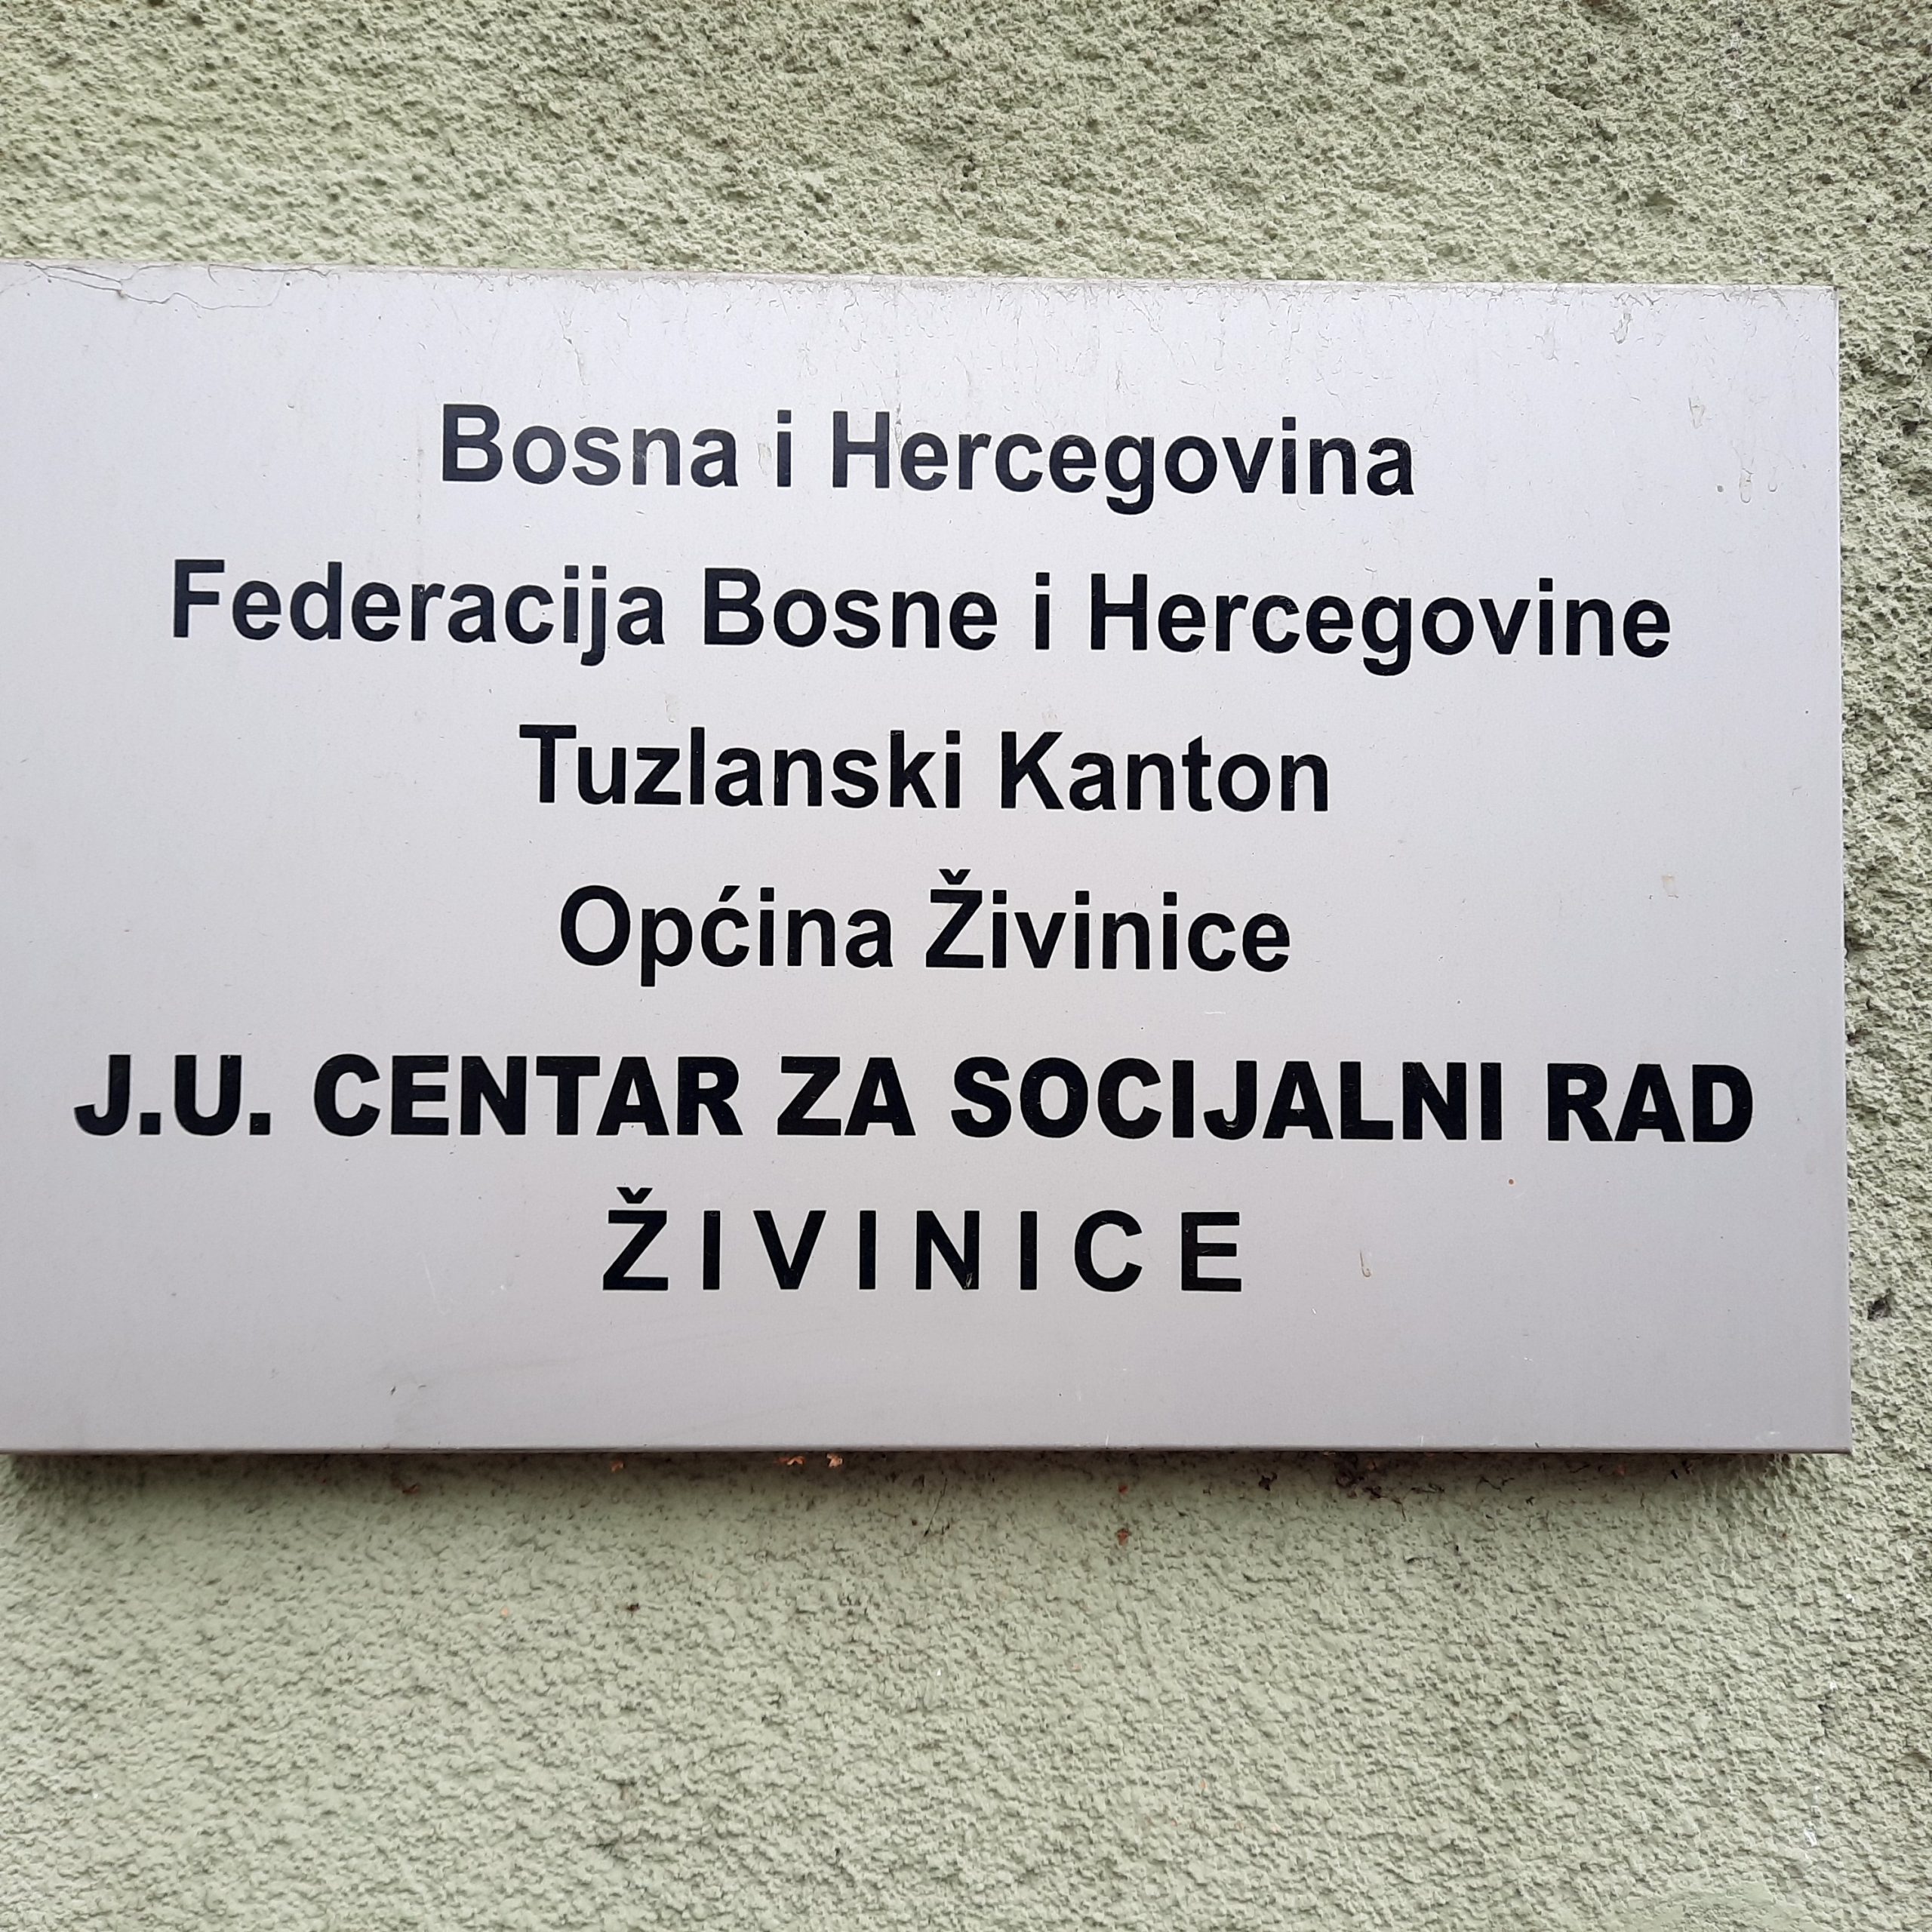 Bosna i Hercegovina
Federacija Bosne i Hercegovine
Tuzlanski Kanton
Općina Živinice
J.U. CENTAR ZA SOCIJALNI RAD
ŽIVINICE